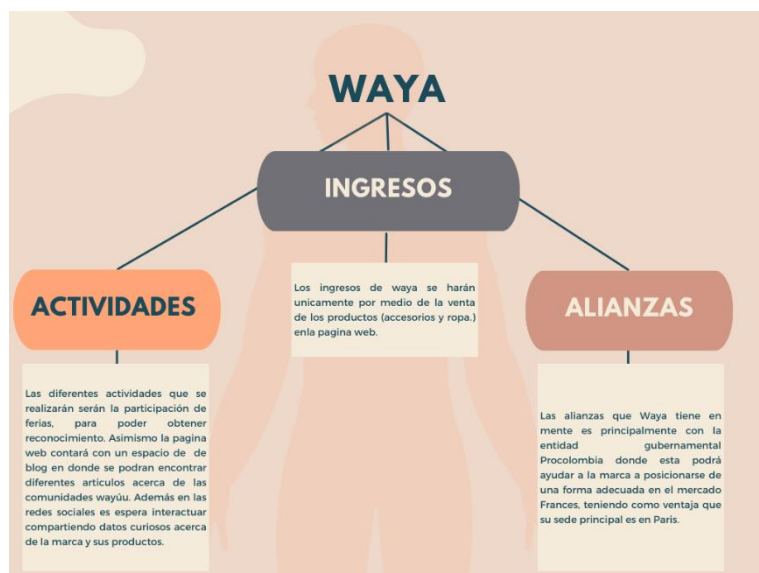 WAYA
INGRESOS
Los ingresos de waya se harán
unicamente por medio de la venta
de los productos (accesorios y ropa.)
enla pagina web.
ACTIVIDADES
Las diferentes actividades que se
realizarán serán la participación de
ferias, para poder obtener
reconocimiento. Asimismo la pagina
web contará con un espacio de de
blog en donde se podran encontrar
diferentes articulos acerca de las
comunidades wayúu. Además en las
redes sociales es espera interactuar
compartiendo datos curiosos acerca
de la marca y sus productos.
ALIANZAS
Las alianzas que Waya tiene en
mente es principalmente con la
entidad gubernamental
Procolombia donde esta podrá
ayudar a la marca a posicionarse de
una forma adecuada en el mercado
Frances, teniendo como ventaja que
su sede principal es en Paris.